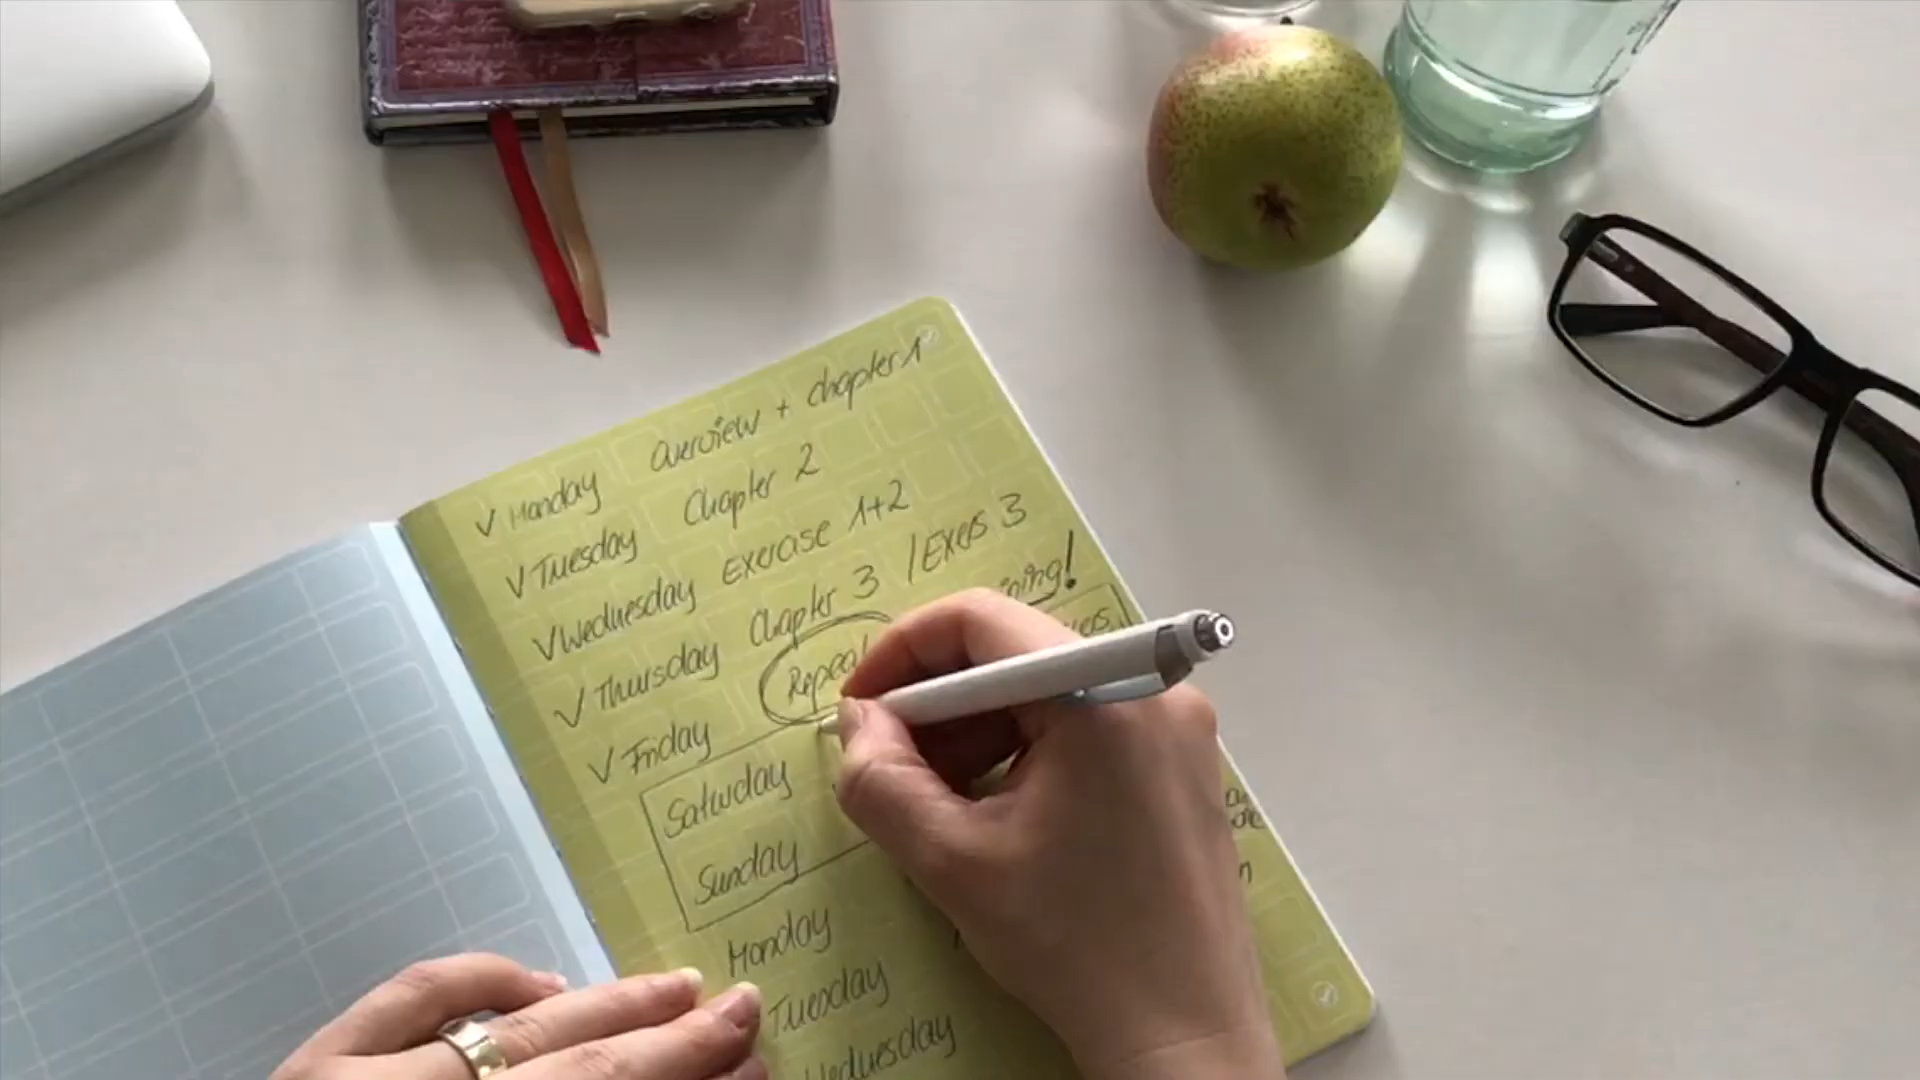 ✓ Monday Overview + chapter 1
✓ Tuesday Chapter 2
✓ Wednesday exercise 1+2
✓ Thursday Chapter 3 / Exers 3
✓ Friday Repeat
Saturday
Sunday
Monday
Tuesday
Wednesday